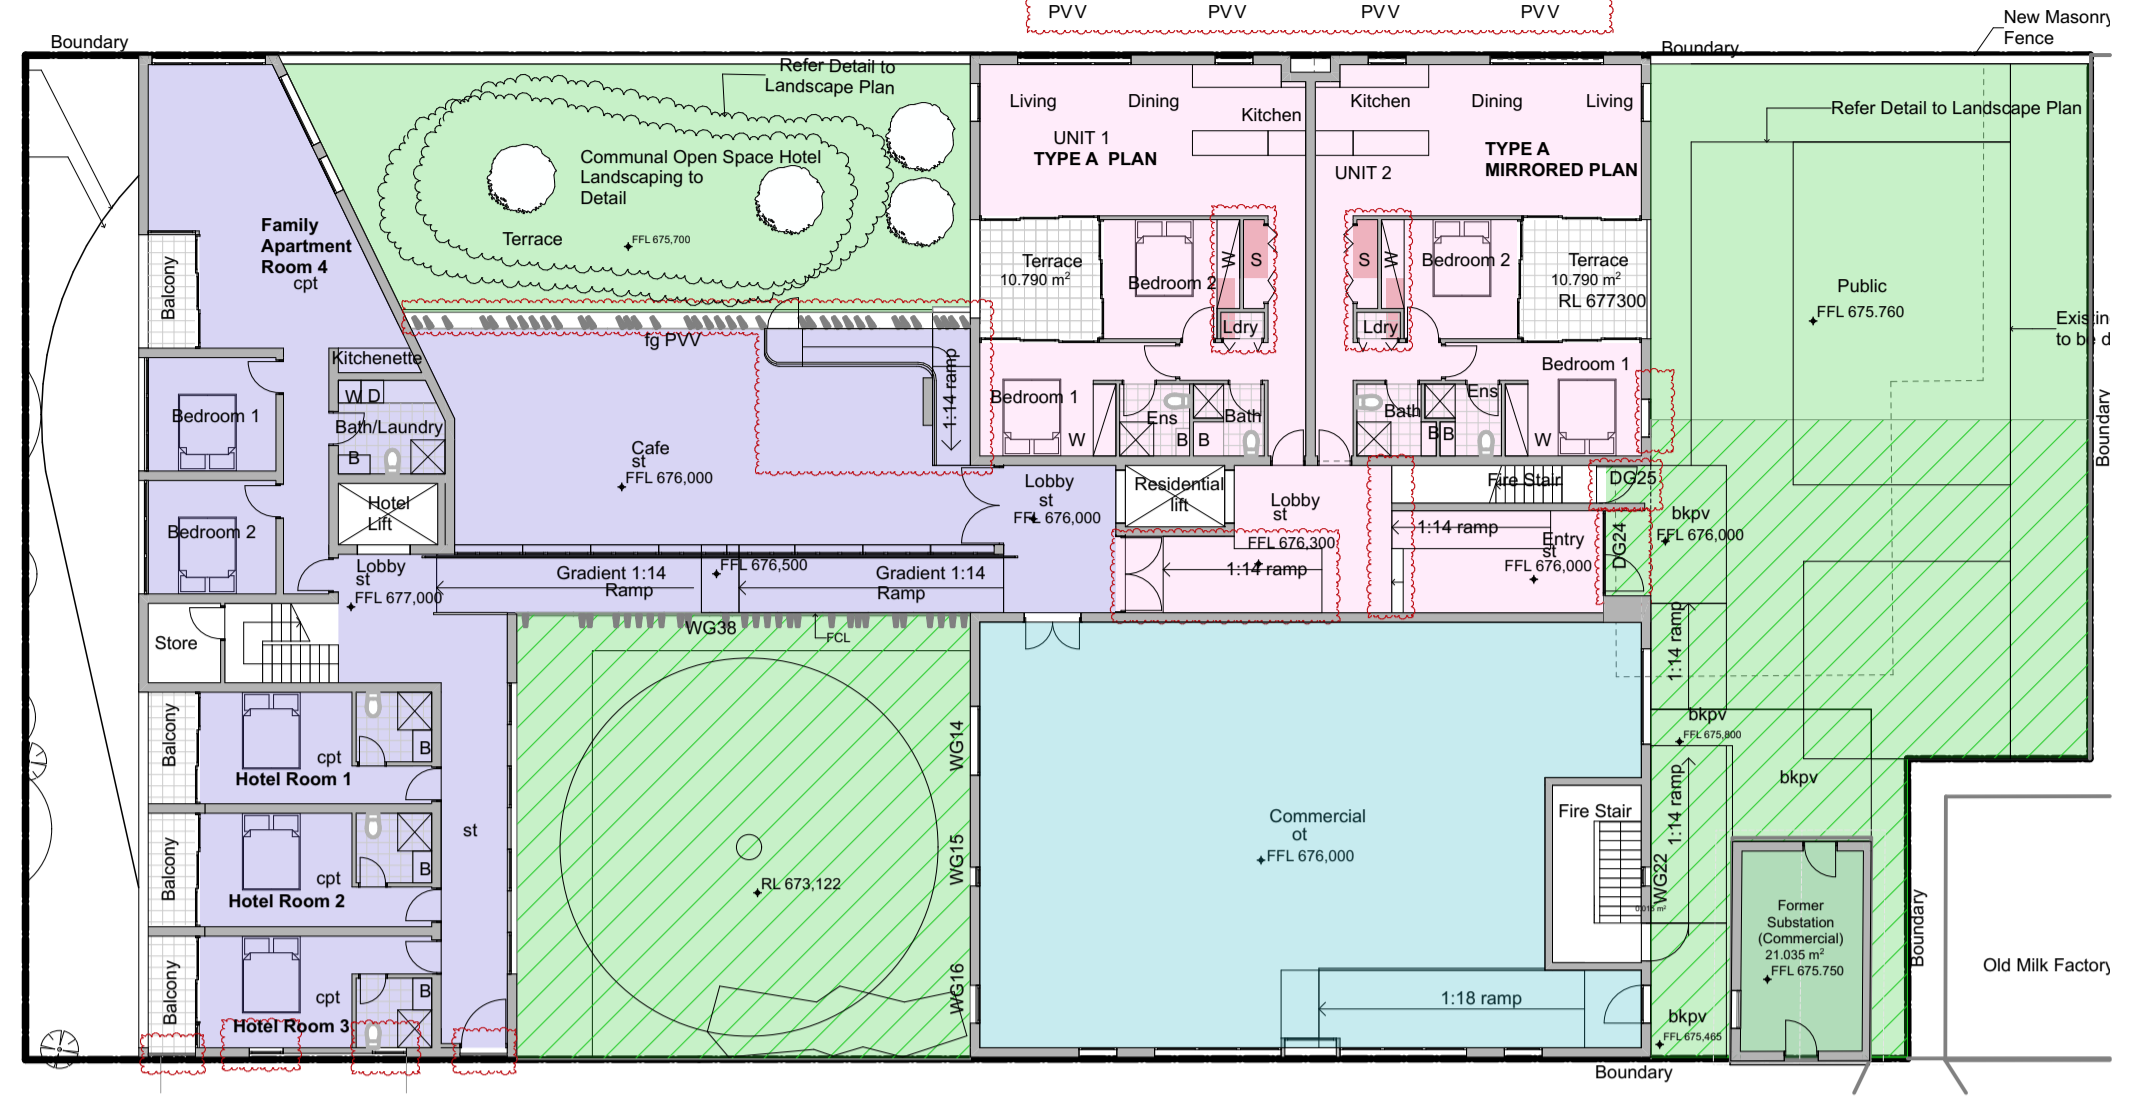 PVV
PVV
PVV
PVV
New Masonry
Fence
Boundary
Boundary
Refer Detail to
Landscape Plan
Living
Dining
Kitchen
UNIT 1
TYPE A PLAN
Kitchen
Dining
Living
TYPE A
MIRRORED PLAN
UNIT 2
Refer Detail to Landscape Plan
Communal Open Space Hotel
Landscaping to
Detail
Terrace
FFL 675,700
Family
Apartment
Room 4
cpt
Balcony
Terrace
10.790 m²
Bedroom 2
W
S
Ldry
S
W
Ldry
Bedroom 2
Terrace
10.790 m²
RL 677300
Public
FFL 675.760
Existin
to be d
fg PVV
1:14 ramp
Kitchenette
W D
Bath/Laundry
B
Bedroom 1
Bedroom 2
Hotel
Lift
Cafe
st
FFL 676,000
Bedroom 1
W
Ens
B
B
Bath
Bath
B
B
Ens
W
Bedroom 1
Boundary
Lobby
st
FFL 676,000
Residential
lift
Lobby
st
FFL 676,300
1:14 ramp
Fire Stair
1:14 ramp
Entry
st
FFL 676,000
DG25
DG24
bkpv
FFL 676,000
Lobby
st
FFL 677,000
Gradient 1:14
Ramp
FFL 676,500
Gradient 1:14
Ramp
WG38
FCL
Store
1:14 ramp
Balcony
cpt
Hotel Room 1
B
WG14
bkpv
FFL 675,800
bkpv
1:14 ramp
Balcony
cpt
Hotel Room 2
B
st
RL 673,122
WG15
Commercial
ot
FFL 676,000
Fire Stair
WG22
Former
Substation
(Commercial)
21.035 m²
FFL 675.750
Boundary
Old Milk Factory
Balcony
cpt
Hotel Room 3
B
WG16
1:18 ramp
bkpv
FFL 675,465
Boundary